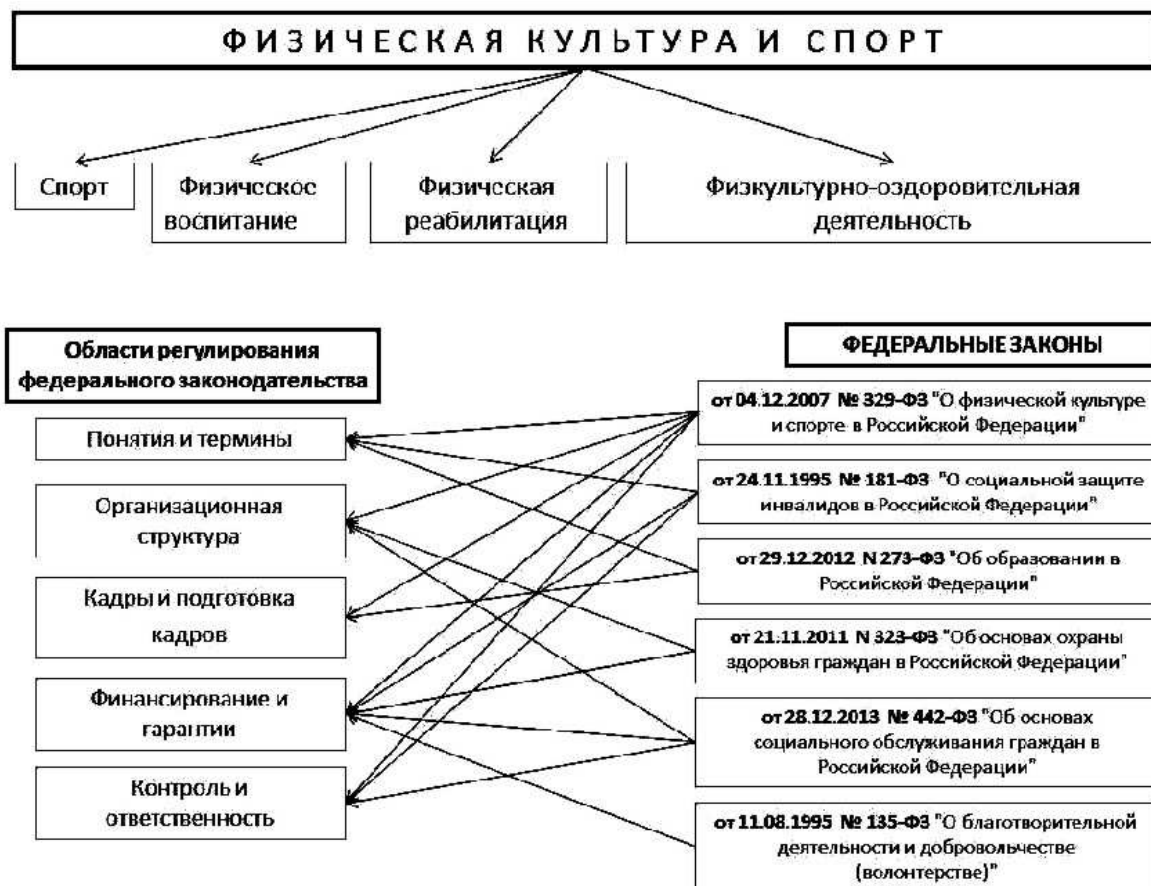 ФИЗИЧЕСКАЯ КУЛЬТУРА И СПОРТ
Спорт
Физическое
воспитание
Физическая
реабилитация
Физкультурно-оздоровительная
деятельность
Области регулирования
федерального законодательства
Понятия и термины
Организационная
структура
Кадры и подготовка
кадров
Финансирование и
гарантии
Контроль и
ответственность
ФЕДЕРАЛЬНЫЕ ЗАКОНЫ
от 04.12.2007 № 329-ФЗ "О физической культуре
и спорте в Российской Федерации"
от 24.11.1995 № 181-ФЗ "О социальной защите
инвалидов в Российской Федерации"
от 29.12.2012 N 273-ФЗ "Об образовании в
Российской Федерации"
от 21.11.2011 N 323-ФЗ "Об основах охраны
здоровья граждан в Российской Федерации"
от 28.12.2013 № 442-ФЗ "Об основах
социального обслуживания граждан в
Российской Федерации"
от 11.08.1995 № 135-ФЗ "О благотворительной
деятельности и добровольчестве
(волонтерстве)"